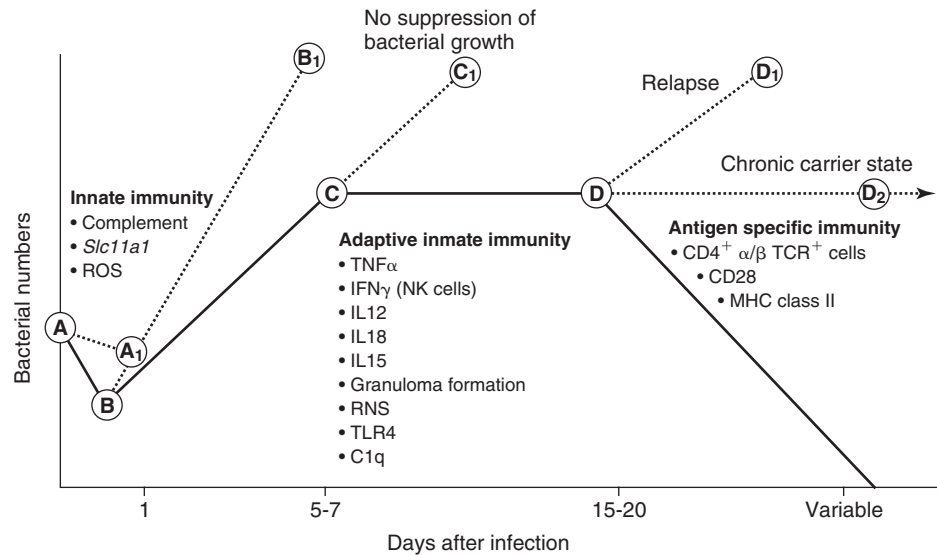 No suppression of
bacterial growth
B1
C1
D1
Relapse
Chronic carrier state
C
D
D2
Innate immunity
• Complement
• Slc11a1
• ROS
Antigen specific immunity
• CD4+ α/β TCR+ cells
• CD28
• MHC class II
Adaptive inmate immunity
• TNFα
• IFNγ (NK cells)
• IL12
• IL18
• IL15
• Granuloma formation
• RNS
• TLR4
• C1q
A
A1
B
Bacterial numbers
1
5-7
15-20
Variable
Days after infection